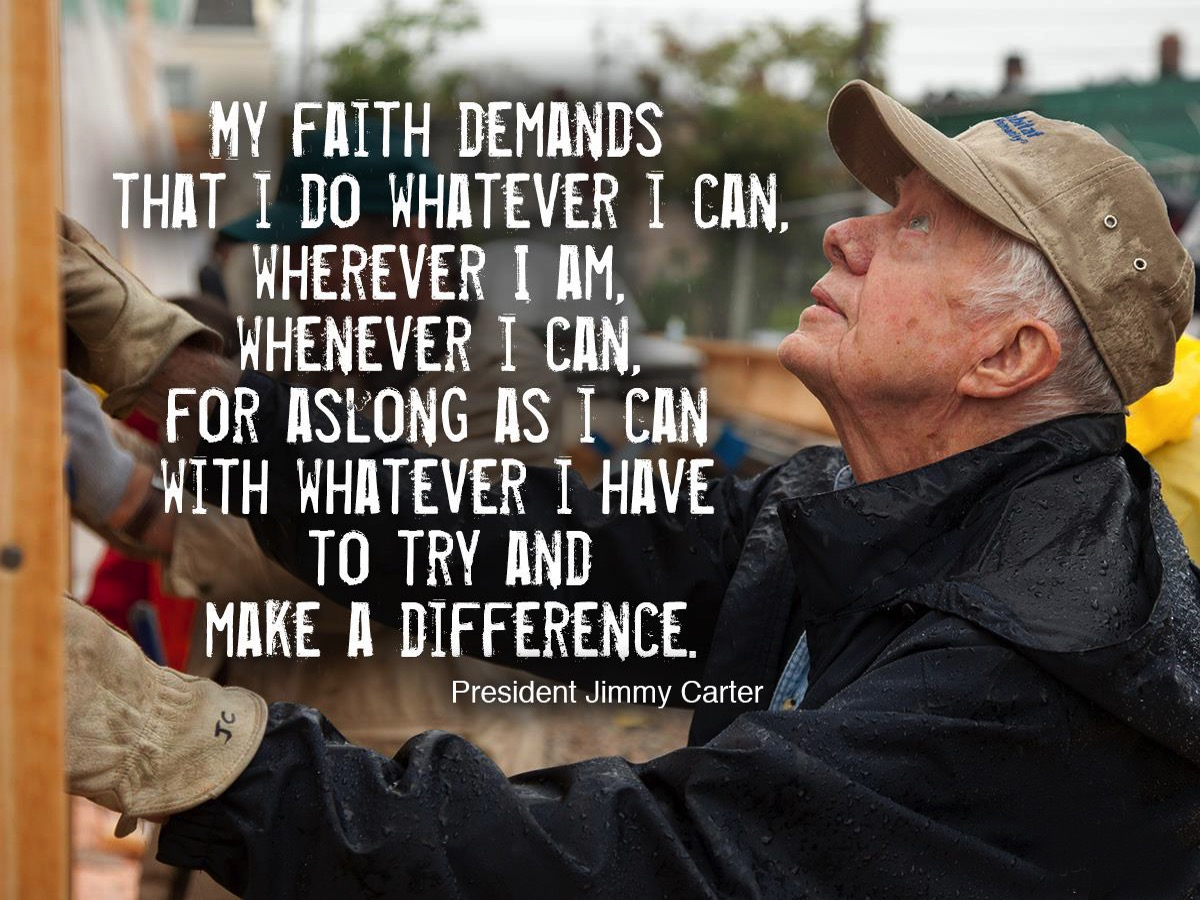 MY FAITH DEMANDS
THAT I DO WHATEVER I CAN,
WHEREVER I AM,
WHENEVER I CAN,
FOR ASLONG AS I CAN
WITH WHATEVER I HAVE
TO TRY AND
MAKE A DIFFERENCE.
President Jimmy Carter
JC